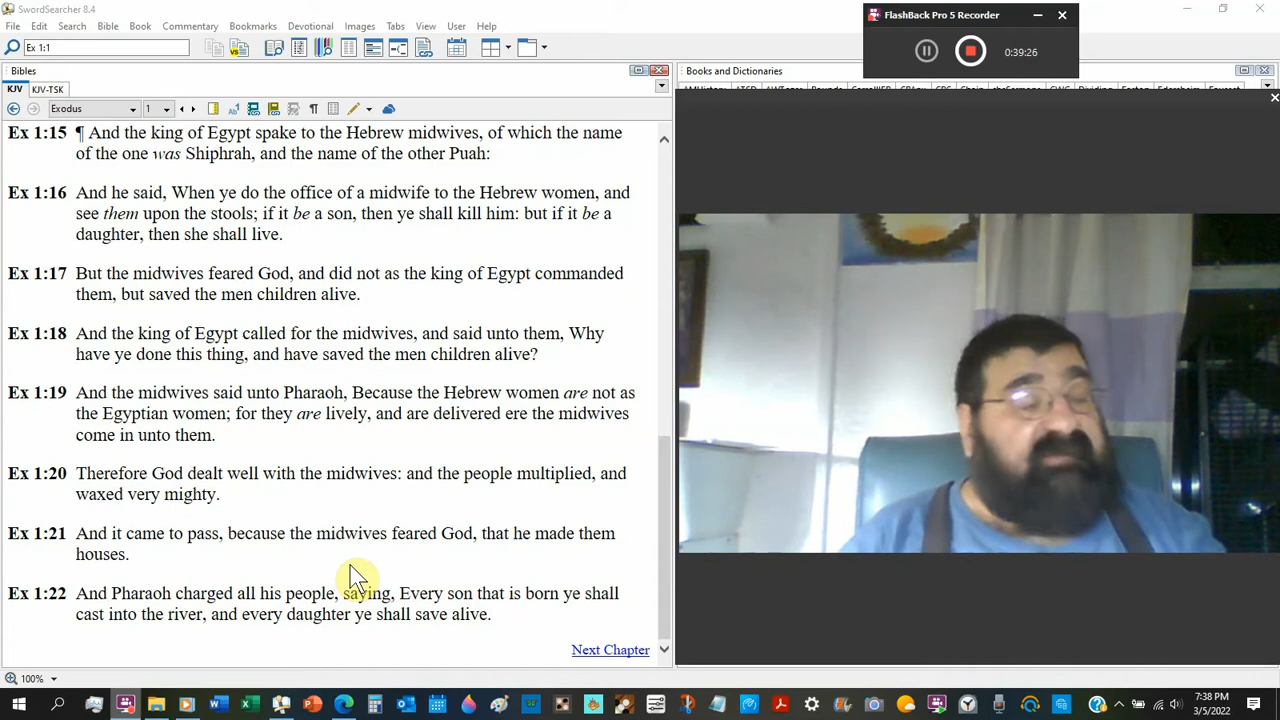 SwordSearcher 8.4
File Edit Search Bible Book Commentary Bookmarks Devotional Images Tabs View User Help
Ex 1:1
FlashBack Pro 5 Recorder
0:39:26
Bibles
KJV KJV-TSK
Exodus 1
Books and Dictionaries
Ex 1:15 ¶ And the king of Egypt spake to the Hebrew midwives, of which the name
of the one was Shiphrah, and the name of the other Puah:
Ex 1:16 And he said, When ye do the office of a midwife to the Hebrew women, and
see them upon the stools; if it be a son, then ye shall kill him: but if it be a
daughter, then she shall live.
Ex 1:17 But the midwives feared God, and did not as the king of Egypt commanded
them, but saved the men children alive.
Ex 1:18 And the king of Egypt called for the midwives, and said unto them, Why
have ye done this thing, and have saved the men children alive?
Ex 1:19 And the midwives said unto Pharaoh, Because the Hebrew women are not as
the Egyptian women; for they are lively, and are delivered ere the midwives
come in unto them.
Ex 1:20 Therefore God dealt well with the midwives: and the people multiplied, and
waxed very mighty.
Ex 1:21 And it came to pass, because the midwives feared God, that he made them
houses.
Ex 1:22 And Pharaoh charged all his people, saying, Every son that is born ye shall
cast into the river, and every daughter ye shall save alive.
Next Chapter
100%
7:38 PM
3/5/2022